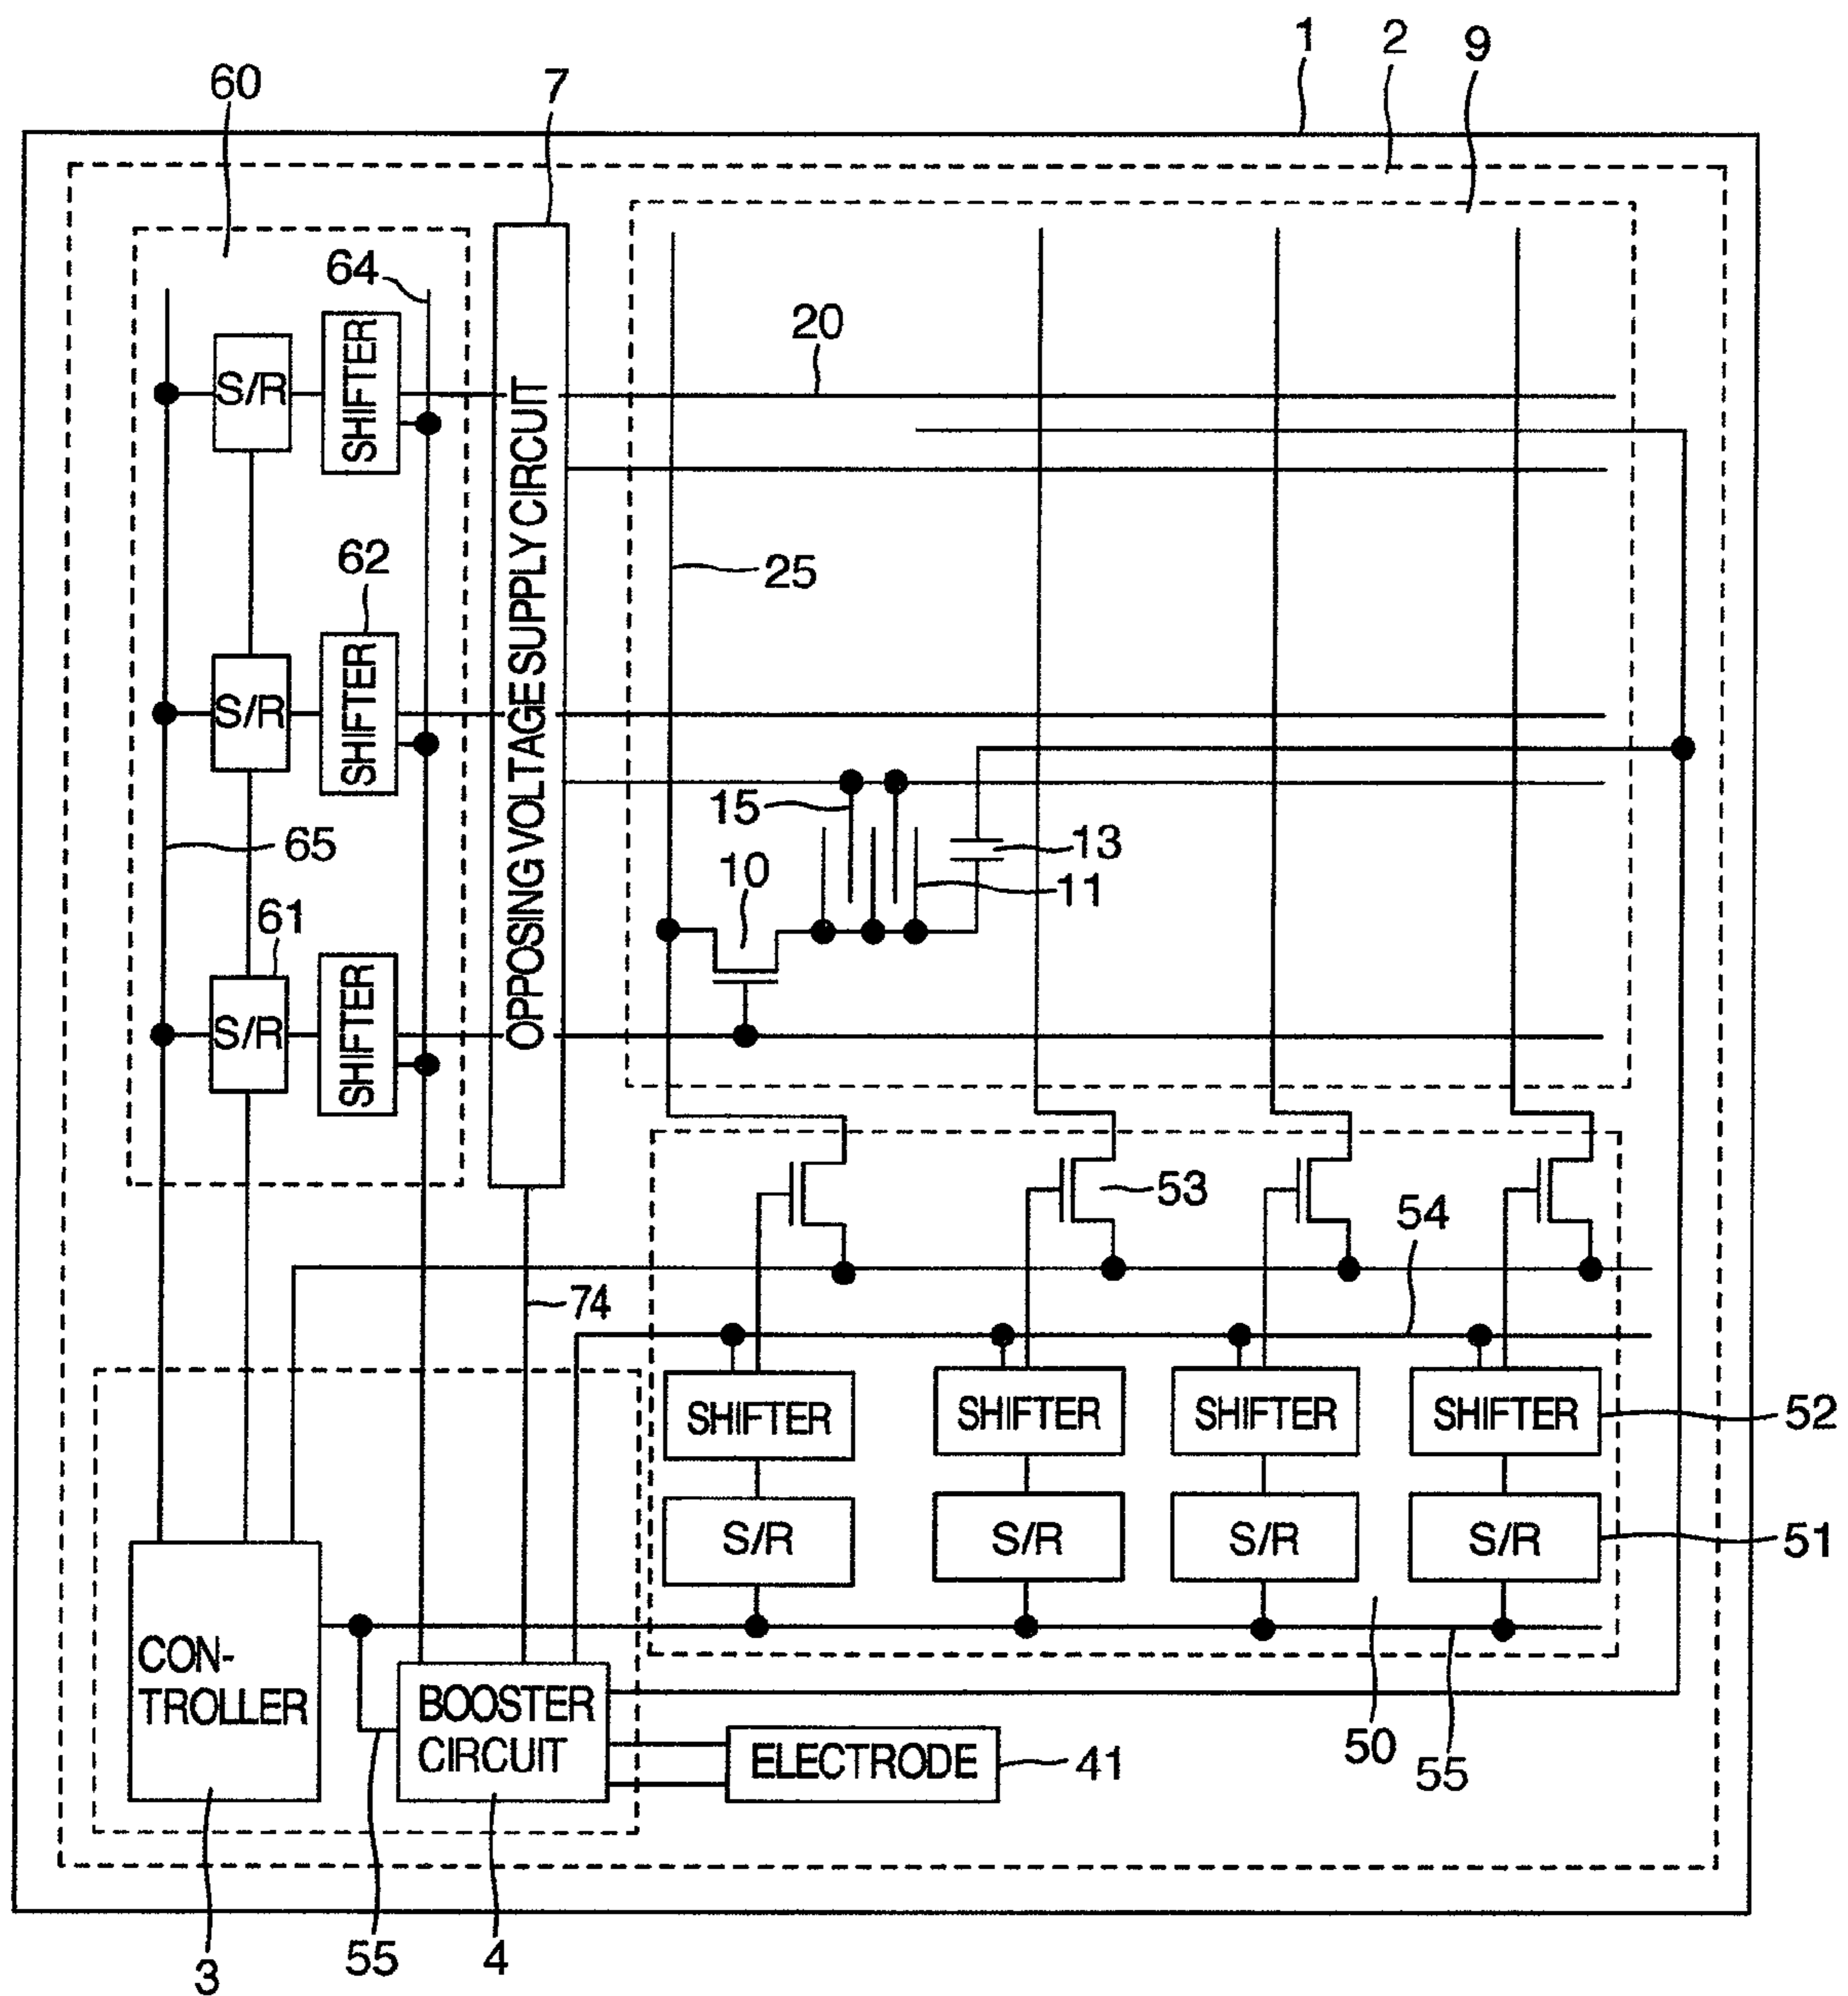 1
2
9
60
7
64
20
S/R
SHIFTER
OPPOSING VOLTAGE SUPPLY CIRCUIT
25
62
S/R
SHIFTER
15
13
65
10
11
61
S/R
SHIFTER
53
54
74
SHIFTER
SHIFTER
SHIFTER
SHIFTER
52
S/R
S/R
S/R
S/R
51
CON-
TROLLER
BOOSTER
CIRCUIT
ELECTRODE
41
50
55
3
55
4